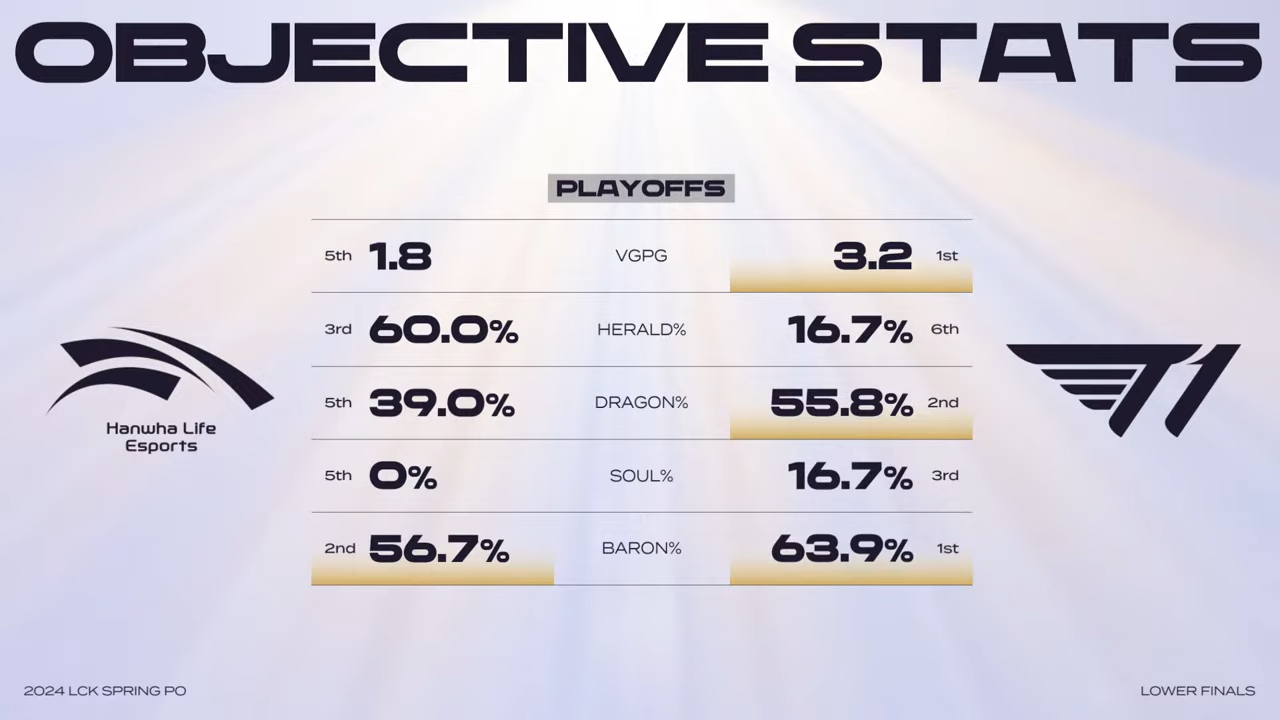 OBJECTIVE STATS
PLAYOFFS
5th 1.8 VGPG 3.2 1st
3rd 60.0% HERALD% 16.7% 6th
5th 39.0% DRAGON% 55.8% 2nd
5th 0% SOUL% 16.7% 3rd
2nd 56.7% BARON% 63.9% 1st
Hanwha Life
Esports
T1
2024 LCK SPRING PO
LOWER FINALS